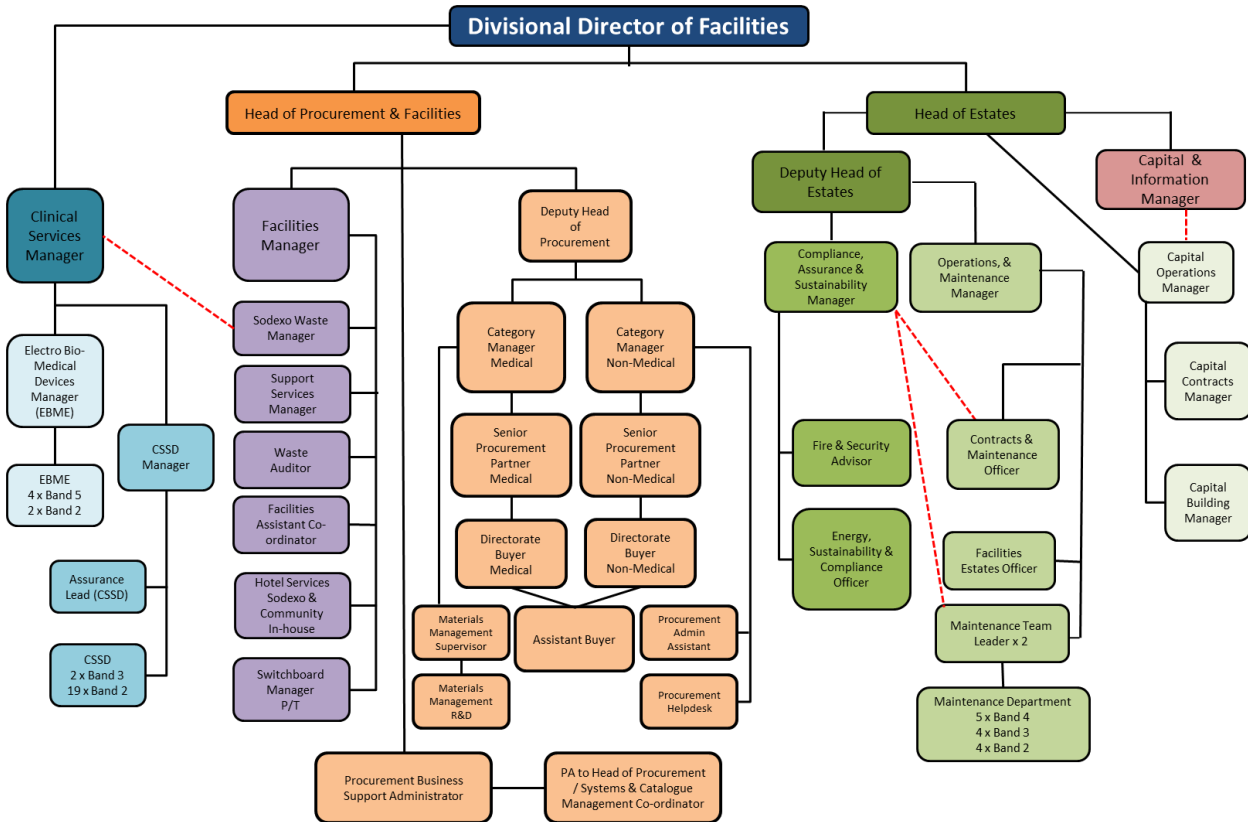 Divisional Director of Facilities
Head of Procurement & Facilities
Head of Estates
Clinical
Services
Manager
Facilities
Manager
Deputy Head
of
Procurement
Deputy Head of
Estates
Capital &
Information
Manager
Compliance,
Assurance &
Sustainability
Manager
Operations, &
Maintenance
Manager
Capital
Operations
Manager
Electro Bio-
Medical
Devices
Manager
(EBME)
EBME
4 x Band 5
2 x Band 2
CSSD
Manager
Assurance
Lead (CSSD)
CSSD
2 x Band 3
19 x Band 2
Sodexo Waste
Manager
Support
Services
Manager
Waste
Auditor
Facilities
Assistant Co-
ordinator
Hotel Services
Sodexo &
Community
In-house
Switchboard
Manager
P/T
Category
Manager
Medical
Category
Manager
Non-Medical
Senior
Procurement
Partner
Medical
Senior
Procurement
Partner
Non-Medical
Directorate
Buyer
Medical
Directorate
Buyer
Non-Medical
Materials
Management
Supervisor
Assistant Buyer
Procurement
Admin
Assistant
Materials
Management
R&D
Procurement
Helpdesk
Procurement Business
Support Administrator
PA to Head of Procurement
/ Systems & Catalogue
Management Co-ordinator
Fire & Security
Advisor
Energy,
Sustainability &
Compliance
Officer
Contracts &
Maintenance
Officer
Facilities
Estates Officer
Maintenance Team
Leader x 2
Maintenance Department
5 x Band 4
4 x Band 3
4 x Band 2
Capital
Contracts
Manager
Capital
Building
Manager